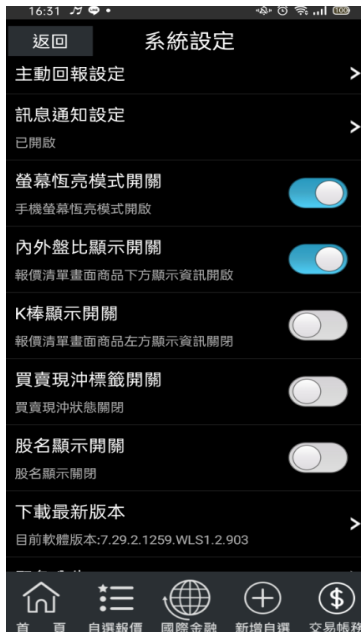 16:31
100
返回
系統設定
主動回報設定
訊息通知設定
已開啟
螢幕恆亮模式開關
手機螢幕恆亮模式開啟
內外盤比顯示開關
報價清單畫面商品下方顯示資訊開啟
K棒顯示開關
報價清單畫面商品左方顯示資訊關閉
買賣現沖標籤開關
買賣現沖狀態關閉
股名顯示開關
股名顯示開閉
下載最新版本
目前軟體版本:7.29.2.1259.WLS1.2.903
首 頁 自選報價 國際金融 新增自選 交易帳務